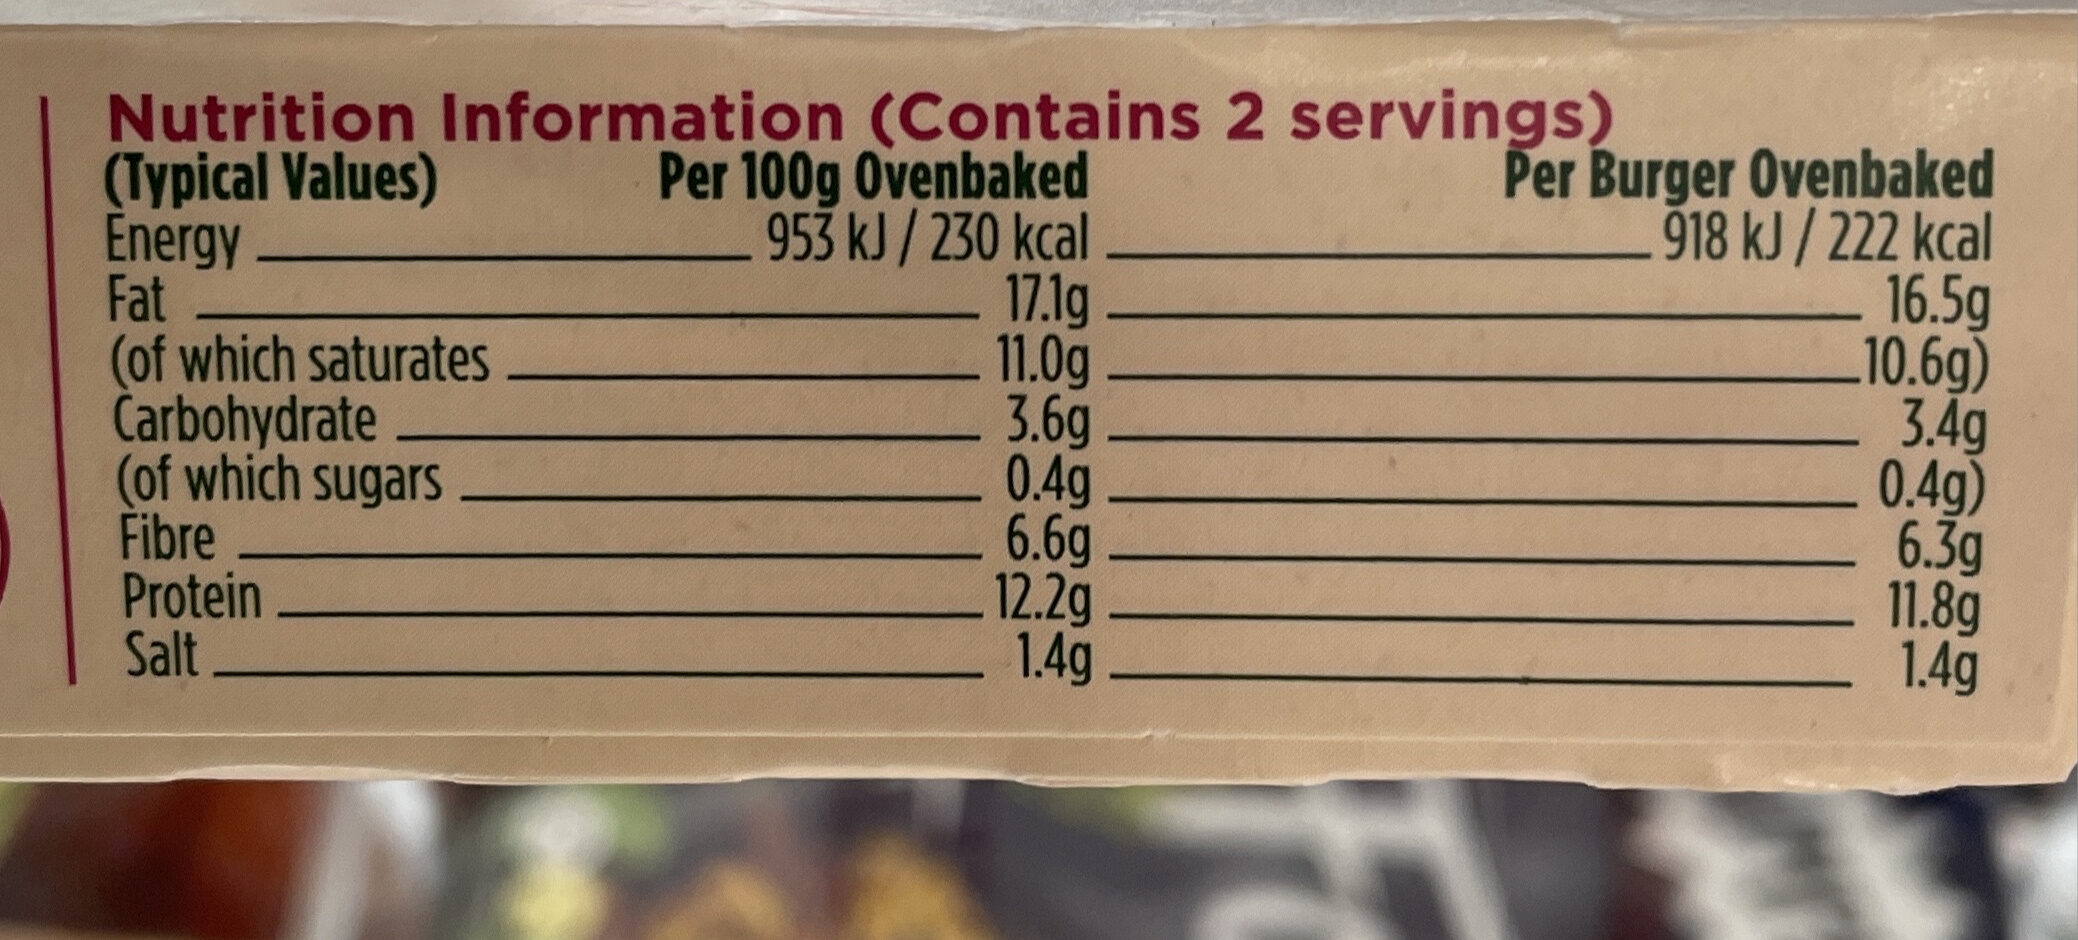 Nutrition Information (Contains 2 servings)
(Typical Values) Per 100g Ovenbaked Per Burger Ovenbaked
Energy 953 kJ / 230 kcal 918 kJ / 222 kcal
Fat 17.1g 16.5g
(of which saturates 11.0g 10.6g)
Carbohydrate 3.6g 3.4g
(of which sugars 0.4g 0.4g)
Fibre 6.6g 6.3g
Protein 12.2g 11.8g
Salt 1.4g 1.4g